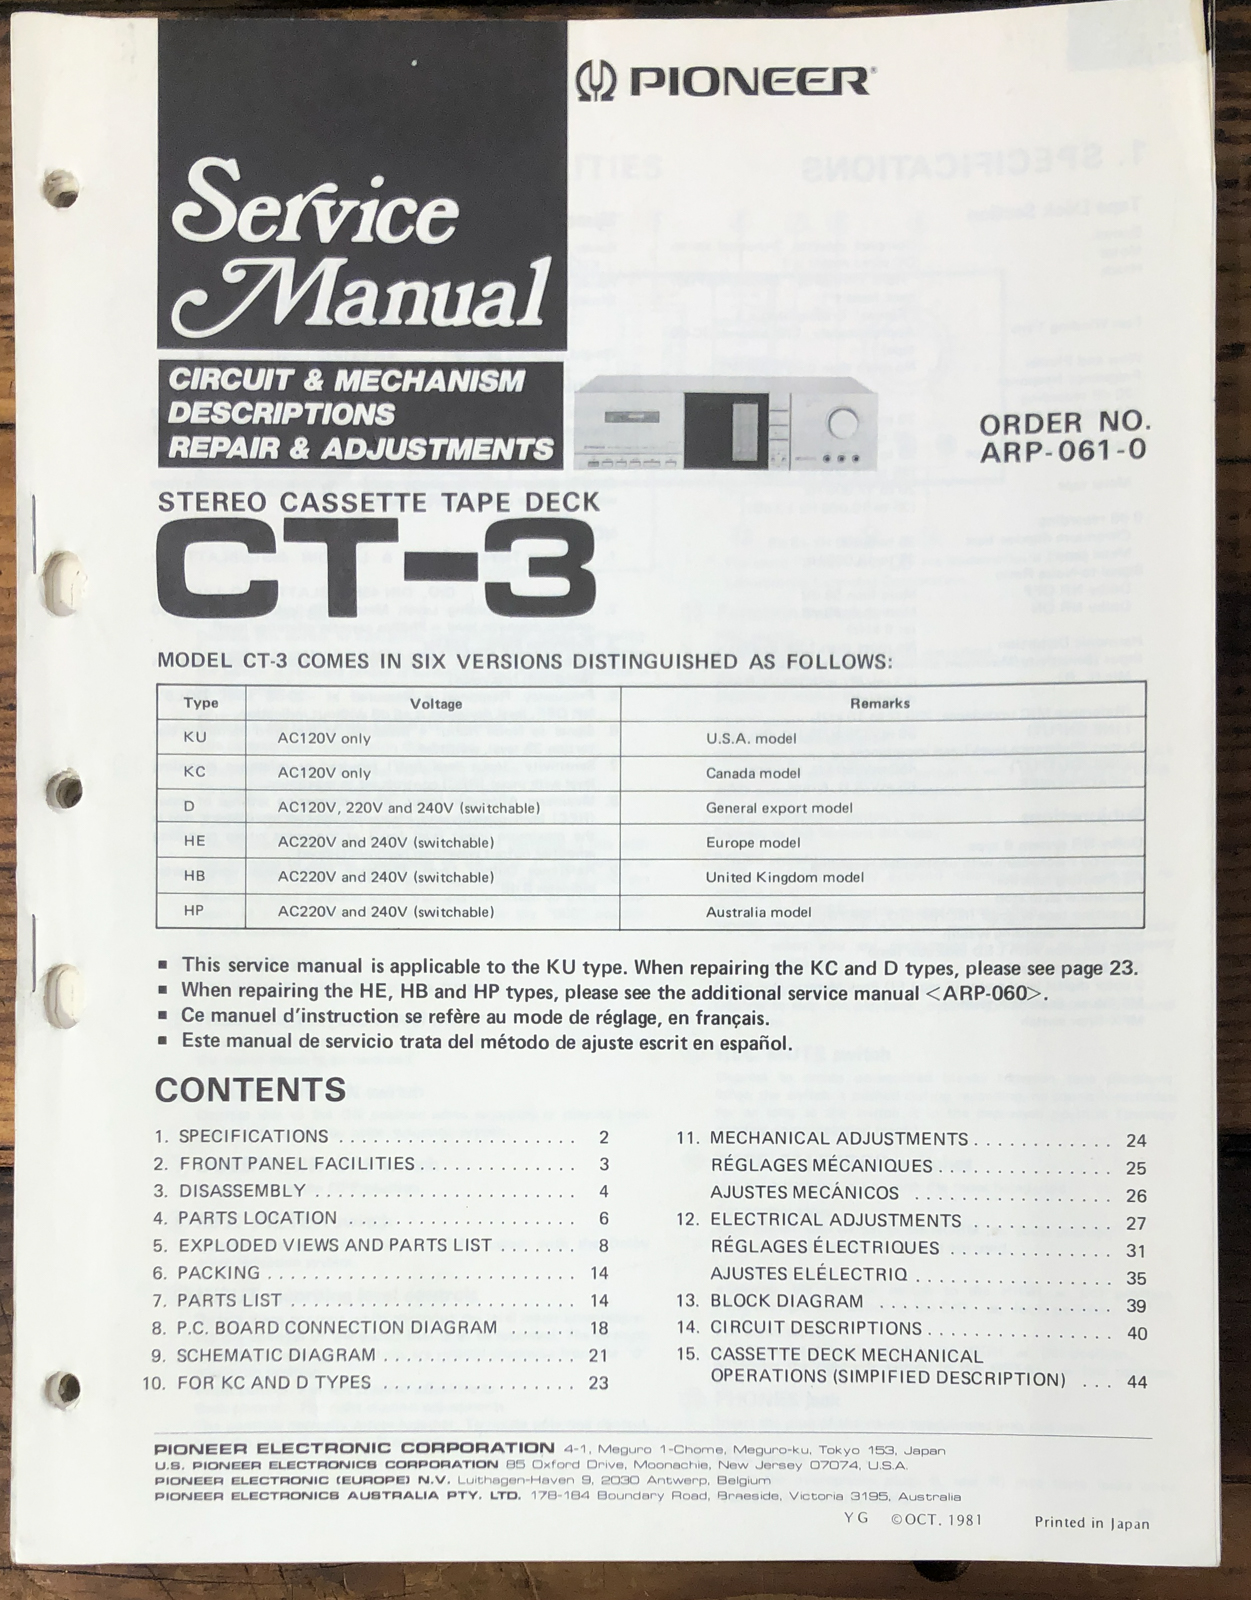 PIONEER®
Service
Manual
CIRCUIT & MECHANISM
DESCRIPTIONS
REPAIR & ADJUSTMENTS
ORDER NO.
ARP-061-0
STEREO CASSETTE TAPE DECK
CT-3
MODEL CT-3 COMES IN SIX VERSIONS DISTINGUISHED AS FOLLOWS:
Type Voltage Remarks
KU AC120V only U.S.A. model
KC AC120V only Canada model
D AC120V, 220V and 240V (switchable) General export model
HE AC220V and 240V (switchable) Europe model
HB AC220V and 240V (switchable) United Kingdom model
HP AC220V and 240V (switchable) Australia model
■ This service manual is applicable to the KU type. When repairing the KC and D types, please see page 23.
■ When repairing the HE, HB and HP types, please see the additional service manual <ARP-060>.
■ Ce manuel d'instruction se refère au mode de réglage, en français.
■ Este manual de servicio trata del método de ajuste escrit en español.
CONTENTS
1. SPECIFICATIONS . . . . . . . . . . . . . . . . . . . . . . 2
2. FRONT PANEL FACILITIES . . . . . . . . . . . . . . 3
3. DISASSEMBLY . . . . . . . . . . . . . . . . . . . . . . . . 4
4. PARTS LOCATION . . . . . . . . . . . . . . . . . . . . . 6
5. EXPLODED VIEWS AND PARTS LIST . . . . . . . 8
6. PACKING . . . . . . . . . . . . . . . . . . . . . . . . . . . . 14
7. PARTS LIST . . . . . . . . . . . . . . . . . . . . . . . . . . 14
8. P.C. BOARD CONNECTION DIAGRAM . . . . . . 18
9. SCHEMATIC DIAGRAM . . . . . . . . . . . . . . . . . . 21
10. FOR KC AND D TYPES . . . . . . . . . . . . . . . . . . 23
11. MECHANICAL ADJUSTMENTS . . . . . . . . . . . . 24
RÉGLAGES MÉCANIQUES . . . . . . . . . . . . . . . . 25
AJUSTES MECÁNICOS . . . . . . . . . . . . . . . . . . 26
12. ELECTRICAL ADJUSTMENTS . . . . . . . . . . . . 27
RÉGLAGES ÉLECTRIQUES . . . . . . . . . . . . . . . 31
AJUSTES ELÉLECTRIQ . . . . . . . . . . . . . . . . . . 35
13. BLOCK DIAGRAM . . . . . . . . . . . . . . . . . . . . . 39
14. CIRCUIT DESCRIPTIONS . . . . . . . . . . . . . . . . 40
15. CASSETTE DECK MECHANICAL
OPERATIONS (SIMPIFIED DESCRIPTION) . . . 44
PIONEER ELECTRONIC CORPORATION 4-1, Meguro 1-Chome, Meguro-ku, Tokyo 153, Japan
U.S. PIONEER ELECTRONICS CORPORATION 85 Oxford Drive, Moonachie, New Jersey 07074, U.S.A.
PIONEER ELECTRONIC (EUROPE) N.V. Luithagen-Haven 9, 2030 Antwerp, Belgium
PIONEER ELECTRONICS AUSTRALIA PTY. LTD. 178-184 Boundary Road, Braeside, Victoria 3195, Australia
YG ©OCT. 1981 Printed in Japan